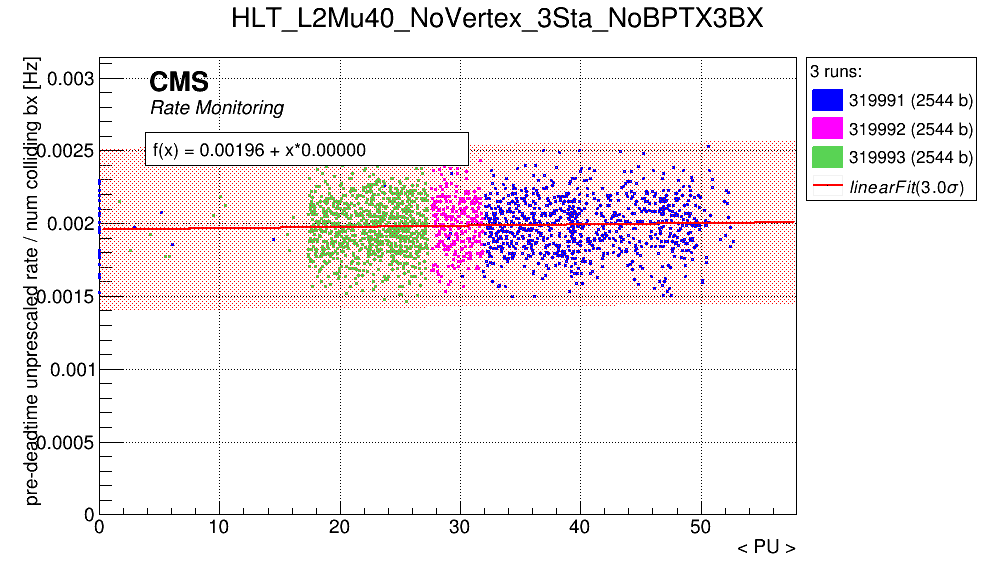 HLT_L2Mu40_NoVertex_3Sta_NoBPTX3BX
pre-deadtime unprescaled rate / num colliding bx [Hz]
0.003
0.0025
0.002
0.0015
0.001
0.0005
0
CMS
Rate Monitoring
f(x) = 0.00196 + x*0.00000
3 runs:
319991 (2544 b)
319992 (2544 b)
319993 (2544 b)
linearFit(3.0σ)
0 10 20 30 40 50
< PU >